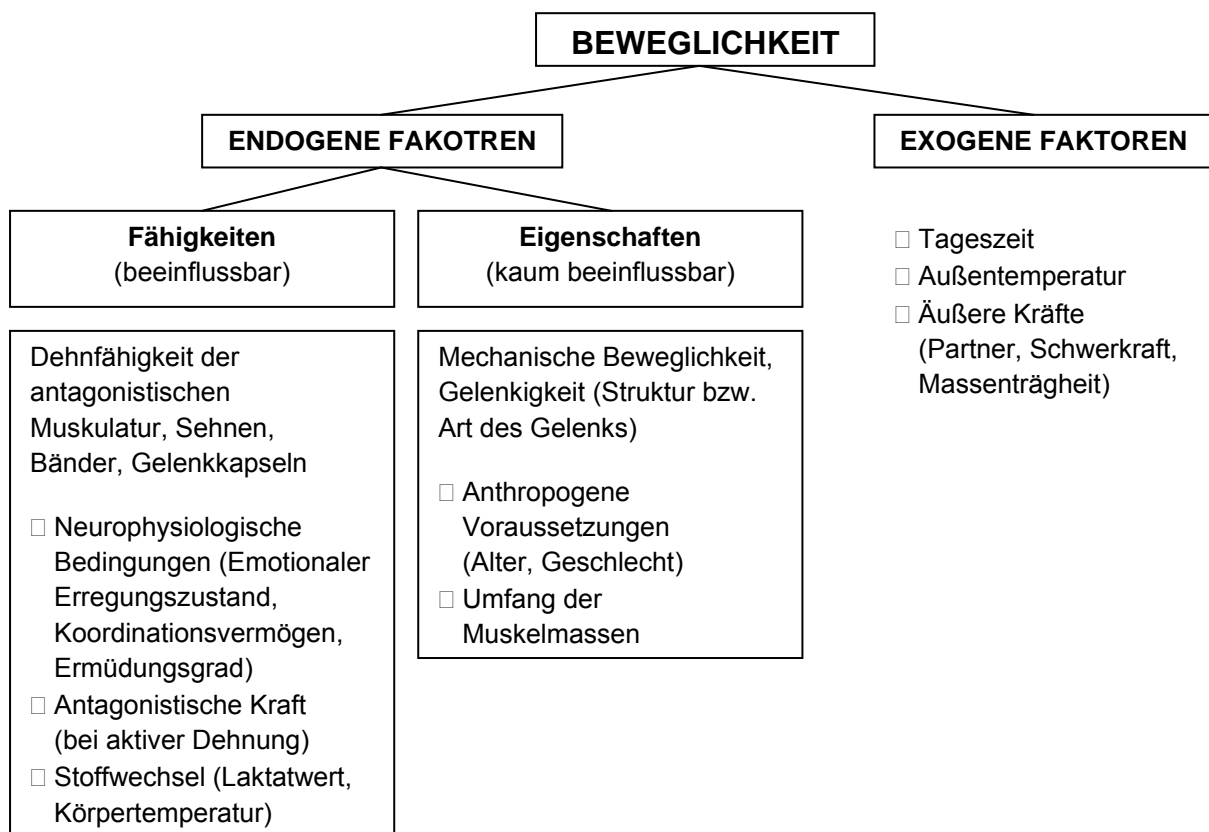 BEWEGLICHKEIT
ENDOGENE FAKOTREN
EXOGENE FAKTOREN
Fähigkeiten
(beeinflussbar)
Eigenschaften
(kaum beeinflussbar)
□ Tageszeit
□ Außentemperatur
□ Äußere Kräfte
(Partner, Schwerkraft,
Massenträgheit)
Dehnfähigkeit der
antagonistischen
Muskulatur, Sehnen,
Bänder, Gelenkkapseln
□ Neurophysiologische
Bedingungen (Emotionaler
Erregungszustand,
Koordinationsvermögen,
Ermüdungsgrad)
□ Antagonistische Kraft
(bei aktiver Dehnung)
□ Stoffwechsel (Laktatwert,
Körpertemperatur)
Mechanische Beweglichkeit,
Gelenkigkeit (Struktur bzw.
Art des Gelenks)
□ Anthropogene
Voraussetzungen
(Alter, Geschlecht)
□ Umfang der
Muskelmassen